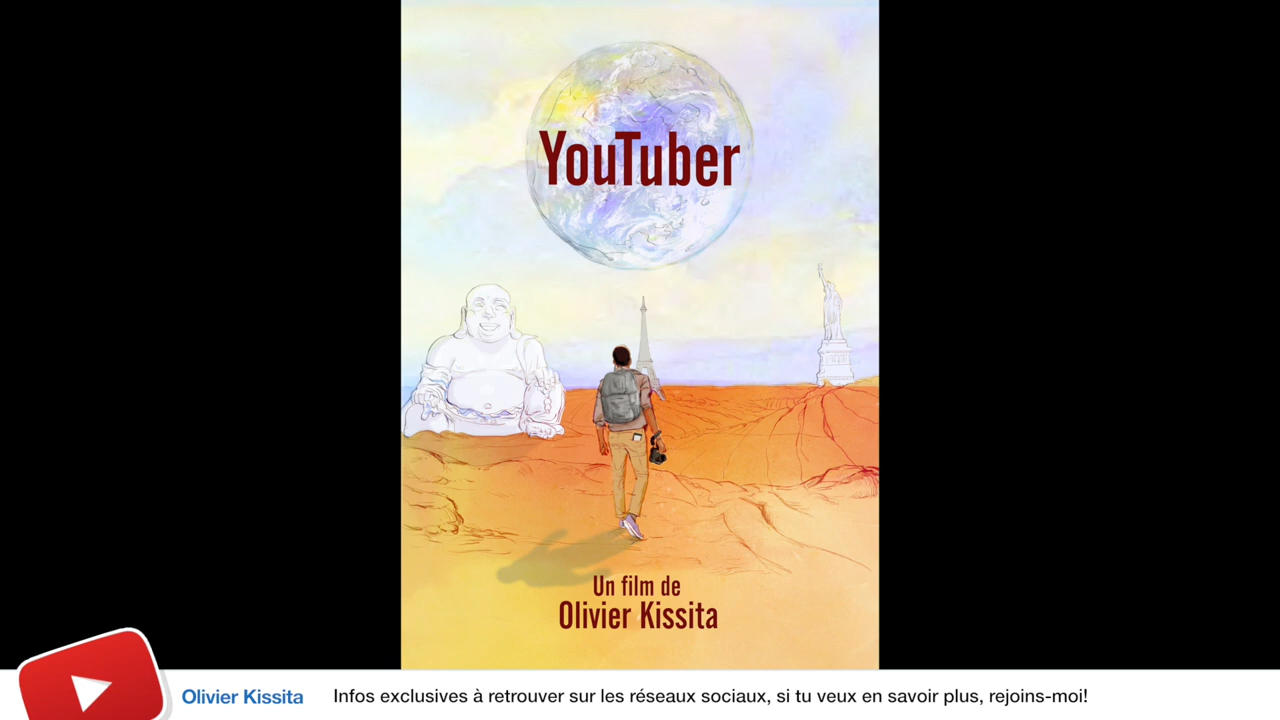 YouTuber
Un film de
Olivier Kissita
Olivier Kissita Infos exclusives à retrouver sur les réseaux sociaux, si tu veux en savoir plus, rejoins-moi!